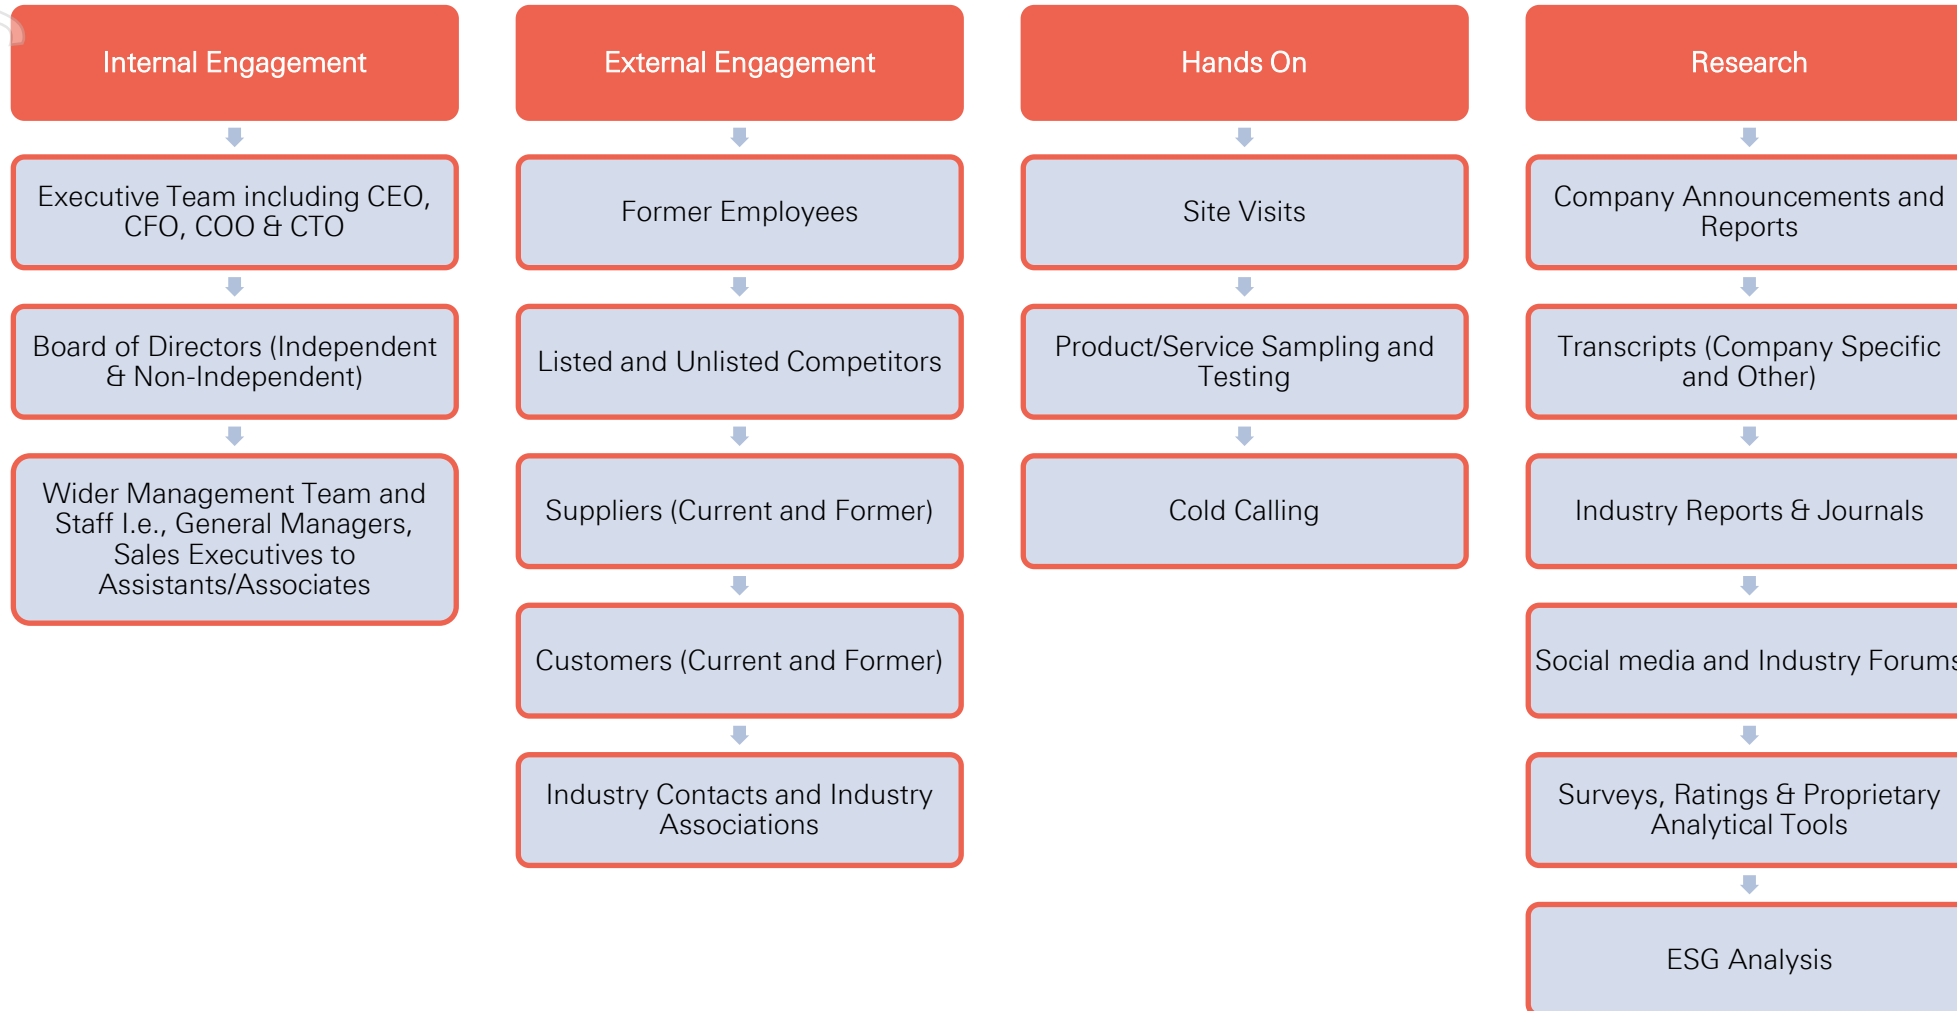 Internal Engagement
Executive Team including CEO,
CFO, COO & CTO
Board of Directors (Independent
& Non-Independent)
Wider Management Team and
Staff I.e., General Managers,
Sales Executives to
Assistants/Associates
External Engagement
Former Employees
Listed and Unlisted Competitors
Suppliers (Current and Former)
Customers (Current and Former)
Industry Contacts and Industry
Associations
Hands On
Site Visits
Product/Service Sampling and
Testing
Cold Calling
Research
Company Announcements and
Reports
Transcripts (Company Specific
and Other)
Industry Reports & Journals
Social media and Industry Forums
Surveys, Ratings & Proprietary
Analytical Tools
ESG Analysis